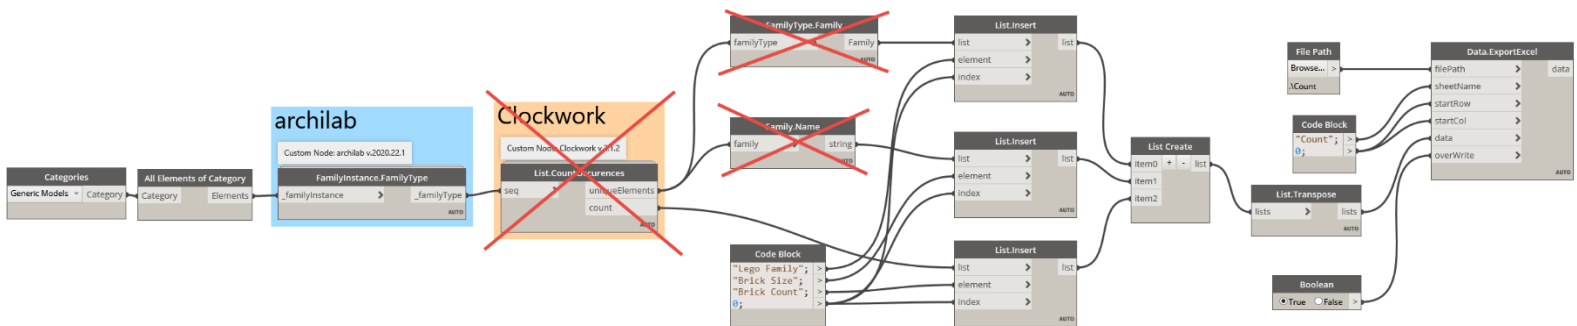 Categories
Generic Models
Category
All Elements of Category
Category
Elements
archilab
Custom Node: archilab v.2020.22.1
FamilyInstance.FamilyType
_familyInstance
>
_familyType
AUTO
Clockwork
Custom Node: Clockwork v.2.1.2
List.CountOccurences
seq
>
uniqueElements
count
AUTO
FamilyType.Family
familyType
>
Family
AUTO
Family.Name
family
>
string
AUTO
Code Block
"Lego Family"; >
"Brick Size"; >
"Brick Count"; >
0; >
List.Insert
list > list
element >
index >
AUTO
List.Insert
list > list
element >
index >
AUTO
List.Insert
list > list
element >
index >
AUTO
List Create
item0 + - list
item1
item2
AUTO
List.Transpose
lists > lists
AUTO
File Path
Browse... >
.\Count
Code Block
"Count"; >
0; >
Boolean
True False >
Data.ExportExcel
filePath > data
sheetName >
startRow >
startCol >
data >
overWrite >
AUTO